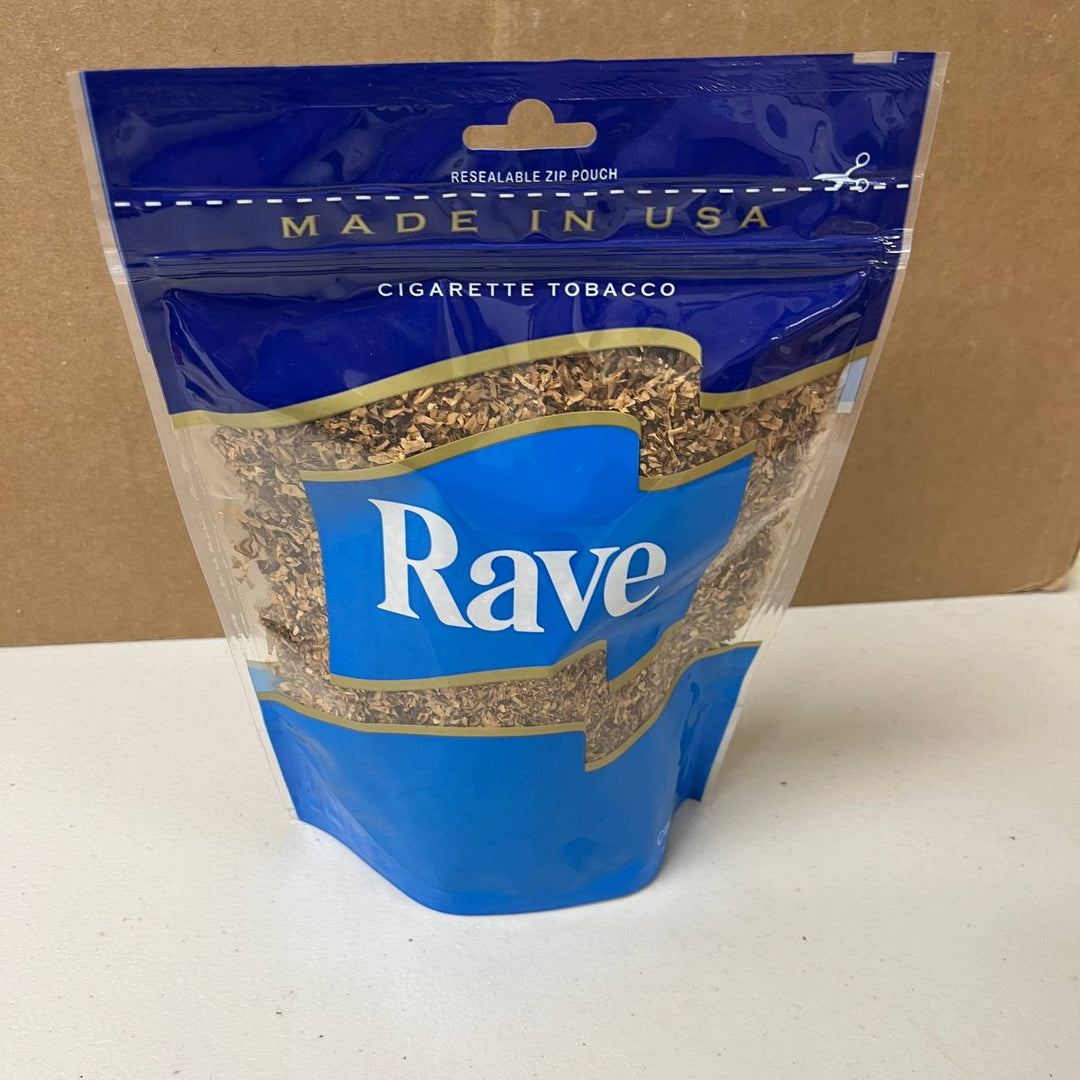 RESEALABLE ZIP POUCH
MADE IN USA
CIGARETTE TOBACCO
Rave